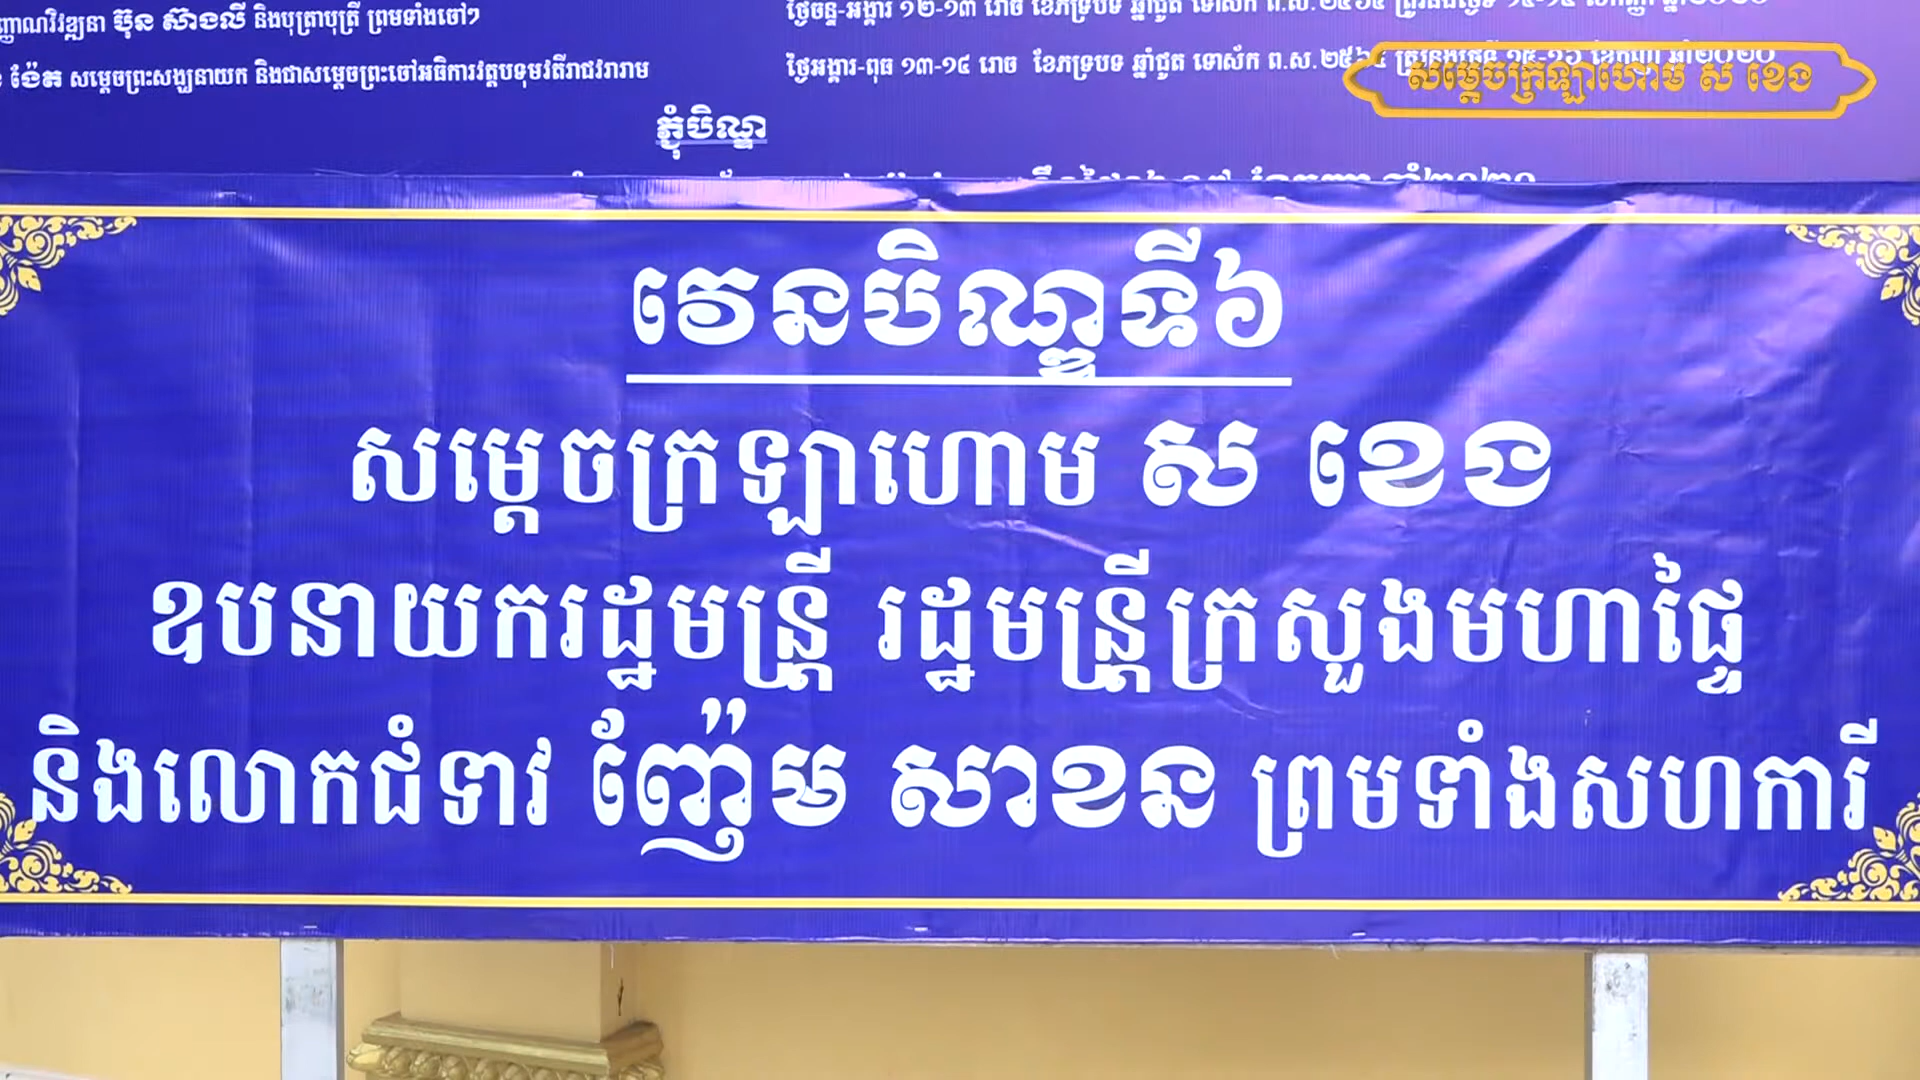 ប៊ុន ស៊ាងលី និងបុត្រាបុត្រី ព្រមទាំងចៅៗ
ថ្ងៃចន្ទ-អង្គារ ១២-១៣ រោច ខែភទ្របទ ឆ្នាំជូត ទោស័ក ព.ស.២៥៦៤
ងែត សម្តេចព្រះសង្ឃនាយក និងជាសម្តេចព្រះចៅអធិការវត្តបទុមវតីរាជវរារាម
ថ្ងៃអង្គារ-ពុធ ១៣-១៤ រោច ខែភទ្របទ ឆ្នាំជូត ទោស័ក ព.ស.២៥៦៤
សម្តេចក្រឡាហោម ស ខេង
ភ្ជុំបិណ្ឌ
វេនបិណ្ឌទី៦
សម្តេចក្រឡាហោម ស ខេង
ឧបនាយករដ្ឋមន្ត្រី រដ្ឋមន្ត្រីក្រសួងមហាផ្ទៃ
និងលោកជំទាវ ញ៉ែម សាខន ព្រមទាំងសហការី